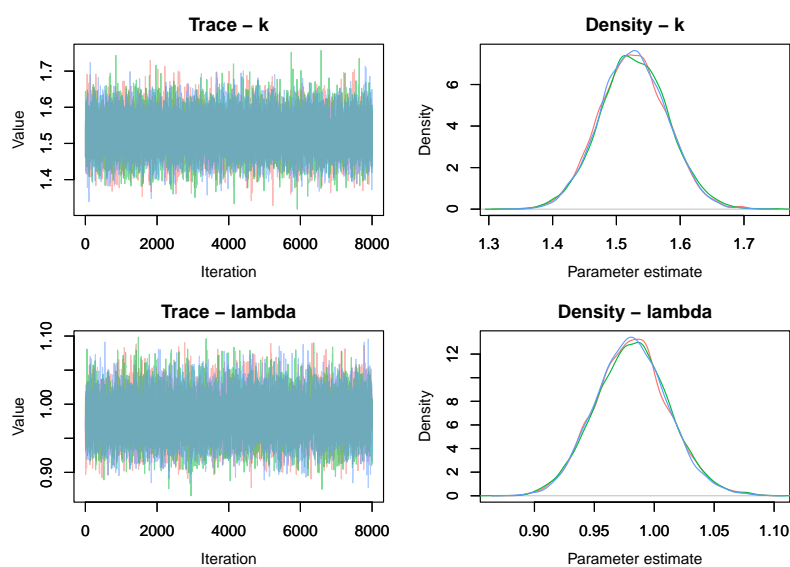 Trace – k
Value
1.4 1.5 1.6 1.7
0 2000 4000 6000 8000
Iteration
Density – k
Density
0 2 4 6
1.3 1.4 1.5 1.6 1.7
Parameter estimate
Trace – lambda
Value
0.90 1.00 1.10
0 2000 4000 6000 8000
Iteration
Density – lambda
Density
0 2 4 6 8 12
0.90 0.95 1.00 1.05 1.10
Parameter estimate